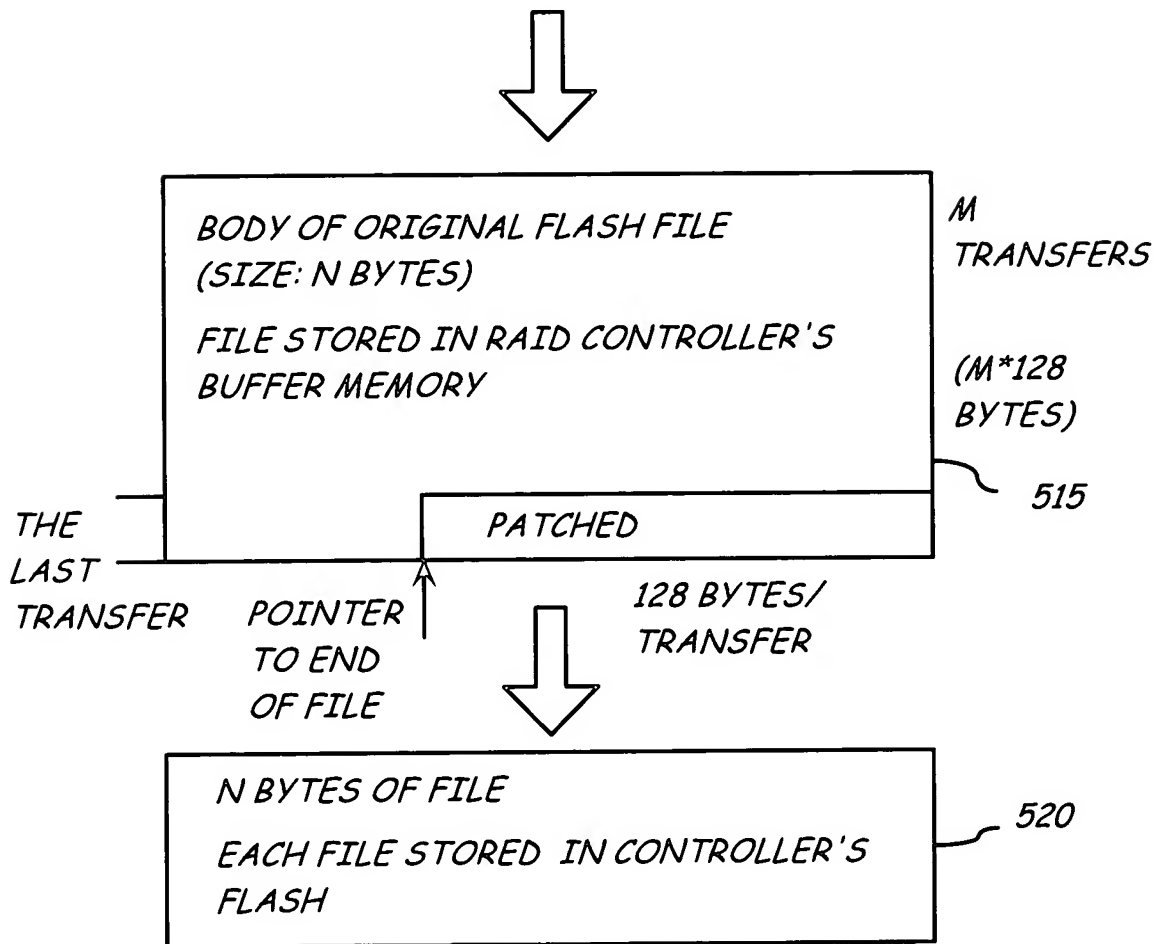 BODY OF ORIGINAL FLASH FILE
(SIZE: N BYTES)
FILE STORED IN RAID CONTROLLER'S
BUFFER MEMORY
M
TRANSFERS
(M*128
BYTES)
515
THE
LAST
TRANSFER
PATCHED
POINTER
TO END
OF FILE
128 BYTES/
TRANSFER
N BYTES OF FILE
EACH FILE STORED IN CONTROLLER'S
FLASH
520